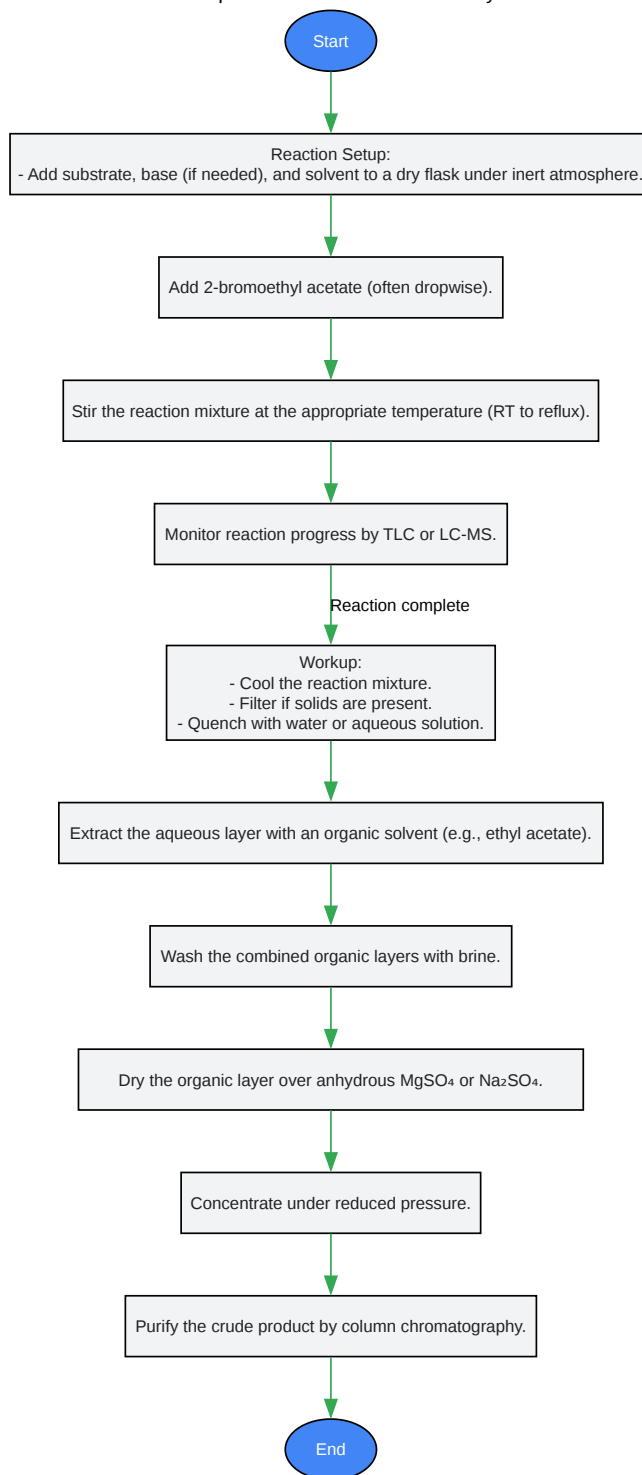 Start
Reaction Setup:
- Add substrate, base (if needed), and solvent to a dry flask under inert atmosphere.
Add 2-bromoethyl acetate (often dropwise).
Stir the reaction mixture at the appropriate temperature (RT to reflux).
Monitor reaction progress by TLC or LC-MS.
Reaction complete
Workup:
- Cool the reaction mixture.
- Filter if solids are present.
- Quench with water or aqueous solution.
Extract the aqueous layer with an organic solvent (e.g., ethyl acetate).
Wash the combined organic layers with brine.
Dry the organic layer over anhydrous MgSO₄ or Na₂SO₄.
Concentrate under reduced pressure.
Purify the crude product by column chromatography.
End